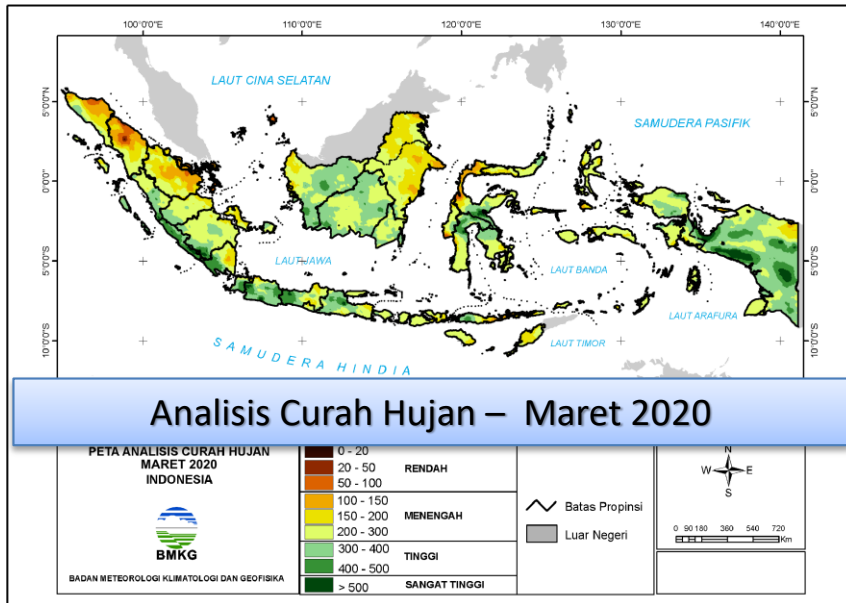 100°0'0"E 110°0'0"E 120°0'0"E 130°0'0"E 140°0'0"E
LAUT CINA SELATAN
SAMUDERA PASIFIK
5°0'0"N 5°0'0"N
0°0'0" 0°0'0"
LAUT JAWA
LAUT BANDA
5°0'0"S 5°0'0"S
LAUT ARAFURA
LAUT TIMOR
10°0'0"S 10°0'0"S
SAMUDERA HINDIA
Analisis Curah Hujan – Maret 2020
PETA ANALISIS CURAH HUJAN
MARET 2020
INDONESIA
BMKG
BADAN METEOROLOGI KLIMATOLOGI DAN GEOFISIKA
0 - 20
20 - 50 RENDAH
50 - 100
100 - 150
150 - 200 MENENGAH
200 - 300
300 - 400 TINGGI
400 - 500
> 500 SANGAT TINGGI
Batas Propinsi
Luar Negeri
N
W E
S
0 90 180 360 540 720
Km